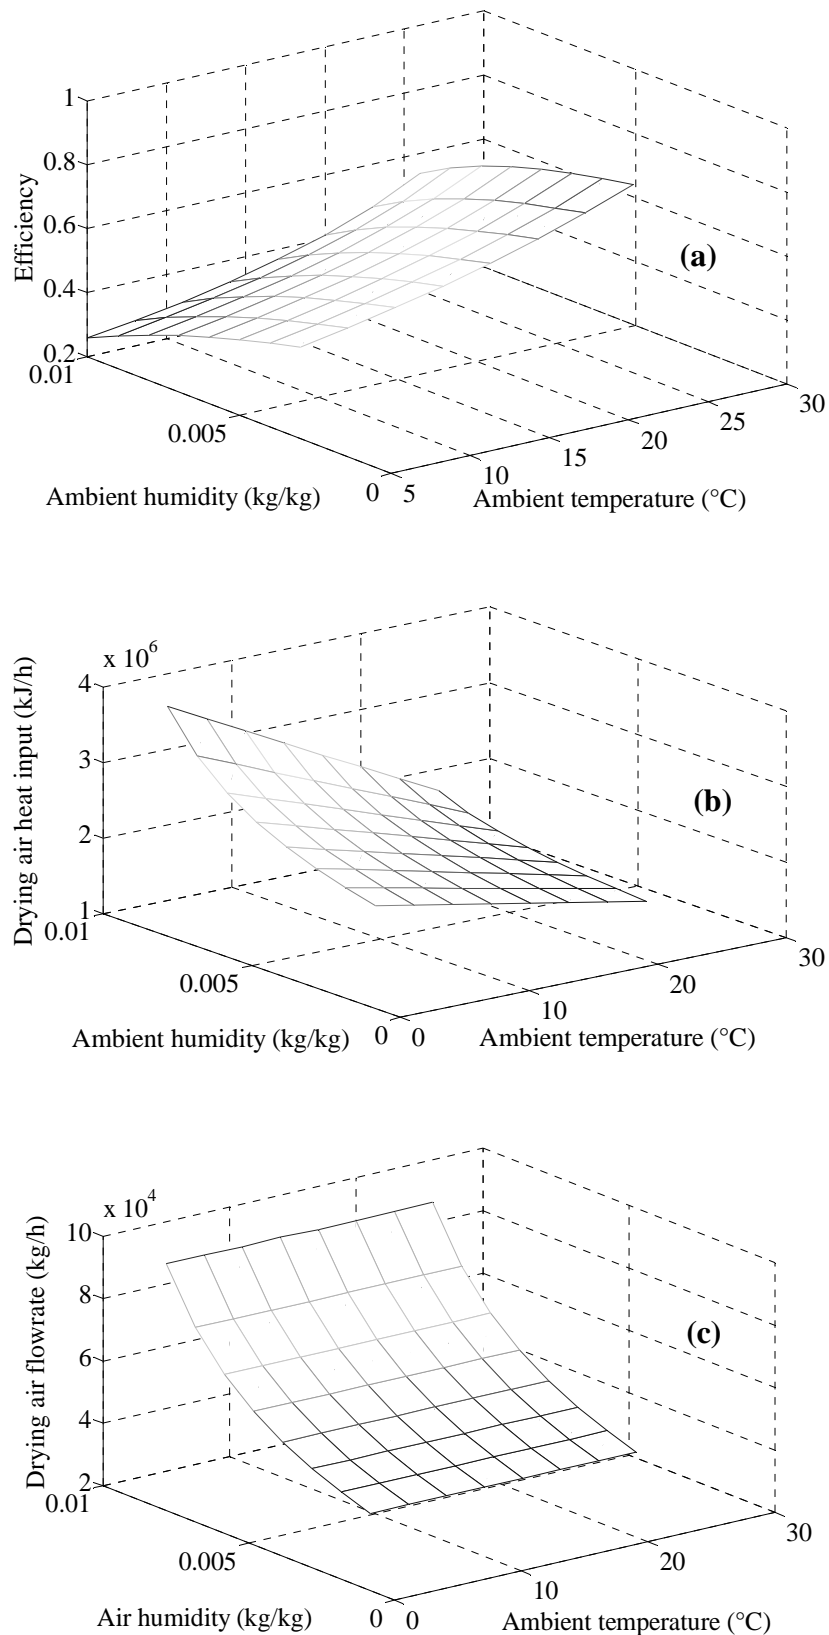 1
0.8
0.6
0.4
0.2
Efficiency
(a)
0.01
0.005
0
5
10
15
20
25
30
Ambient humidity (kg/kg)
Ambient temperature (°C)
x 10^6
4
3
2
1
Drying air heat input (kJ/h)
(b)
0.01
0.005
0
0
10
20
30
Ambient humidity (kg/kg)
Ambient temperature (°C)
x 10^4
10
8
6
4
2
Drying air flowrate (kg/h)
(c)
0.01
0.005
0
0
10
20
30
Air humidity (kg/kg)
Ambient temperature (°C)